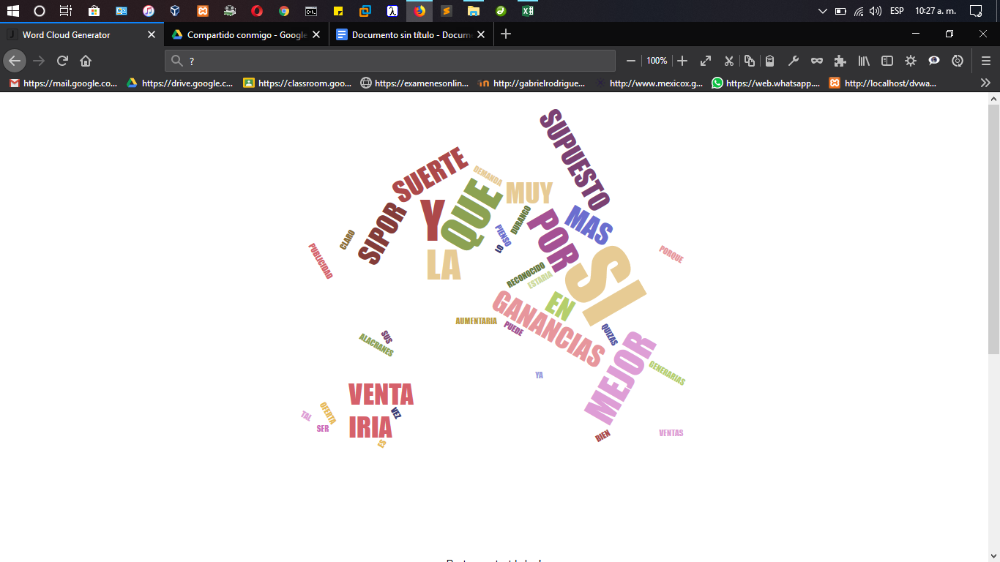 ESP
10:27 a. m.
Word Cloud Generator
Compartido conmigo - Google
Documento sin título - Docum
?
100%
https://mail.google.co...
https://drive.google.c...
https://classroom.goo...
https://examenesonlin...
http://gabrielrodrigue...
http://www.mexicox.g...
https://web.whatsapp....
http://localhost/dvwa...
SUPUESTO
SUERTE
DEMANDA
MUY
QUE
Y
SIPOR
DURANGO
MAS
POR
PIENSO
LO
CLARO
PUBLICIDAD
LA
PORQUE
SI
RECONOCIDO
ESTARIA
GANANCIAS
EN
AUMENTARIA
PUEDE
QUIZAS
SUS
ALACRANES
MEJOR
GENERARIAS
YA
VENTA
VEZ
OFERTA
TAL
SER
IRIA
ES
BIEN
VENTAS